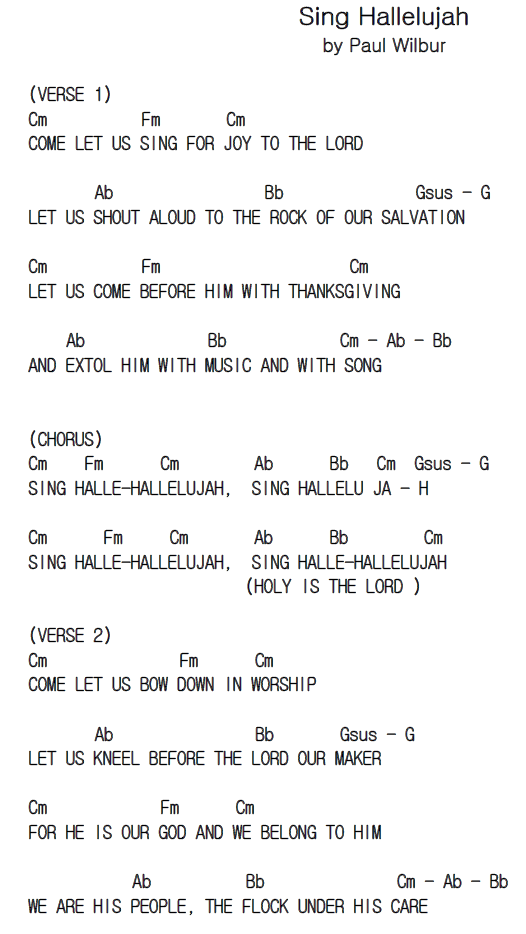 Sing Hallelujah
by Paul Wilbur
(VERSE 1)
Cm Fm Cm
COME LET US SING FOR JOY TO THE LORD
Ab Bb Gsus - G
LET US SHOUT ALOUD TO THE ROCK OF OUR SALVATION
Cm Fm Cm
LET US COME BEFORE HIM WITH THANKSGIVING
Ab Bb Cm - Ab - Bb
AND EXTOL HIM WITH MUSIC AND WITH SONG
(CHORUS)
Cm Fm Cm Ab Bb Cm Gsus - G
SING HALLE-HALLELUJAH, SING HALLELU JA - H
Cm Fm Cm Ab Bb Cm
SING HALLE-HALLELUJAH, SING HALLE-HALLELUJAH
(HOLY IS THE LORD )
(VERSE 2)
Cm Fm Cm
COME LET US BOW DOWN IN WORSHIP
Ab Bb Gsus - G
LET US KNEEL BEFORE THE LORD OUR MAKER
Cm Fm Cm
FOR HE IS OUR GOD AND WE BELONG TO HIM
Ab Bb Cm - Ab - Bb
WE ARE HIS PEOPLE, THE FLOCK UNDER HIS CARE